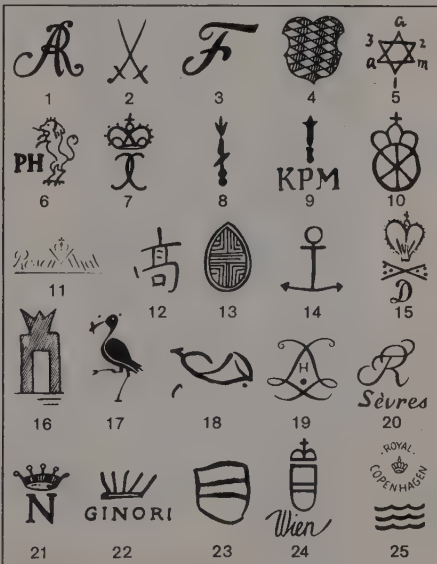 AR
F
a
3 2
a m
1 2 3 4 5
PH
KPM
6 7 8 9 10
高
D
11 12 13 14 15
H
R
Sèvres
16 17 18 19 20
N
GINORI
Wien
ROYAL
COPENHAGEN
21 22 23 24 25